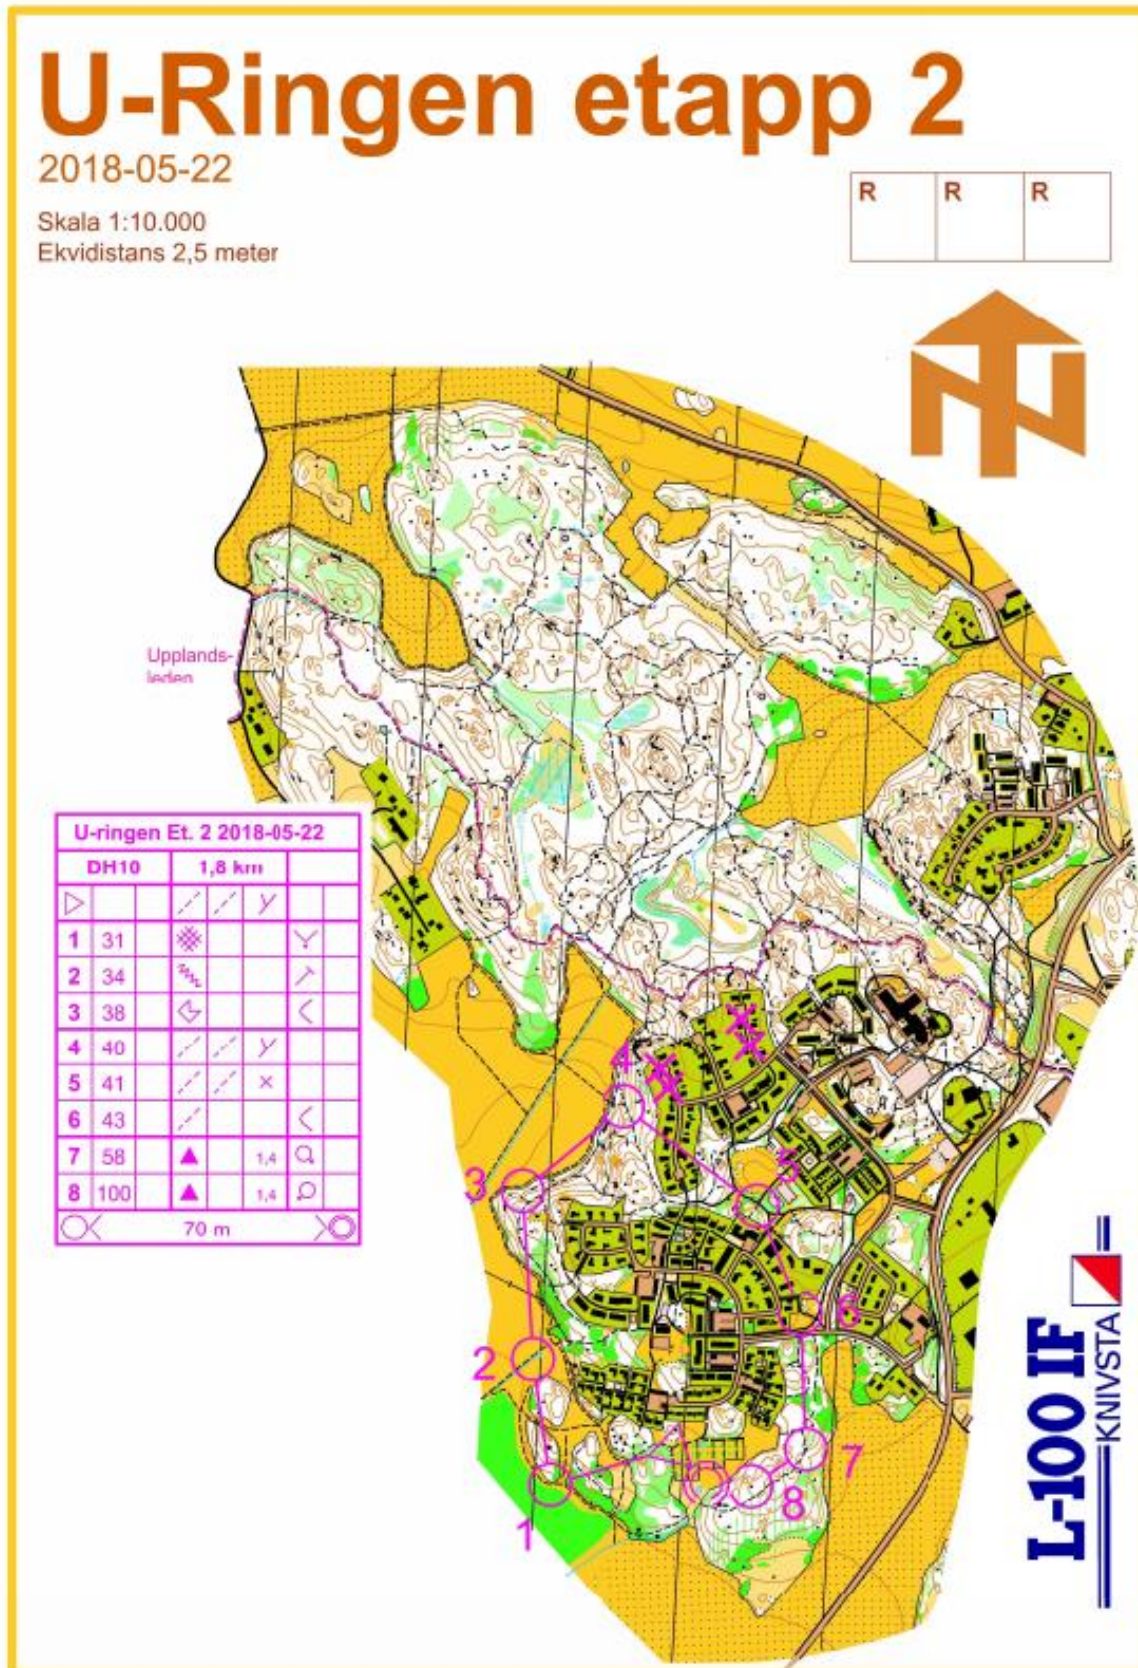 U-Ringen etapp 2
2018-05-22
Skala 1:10.000
Ekvidistans 2,5 meter
R R R
Upplands-
leden
U-ringen Et. 2 2018-05-22
DH10 1,8 km
1 31
2 34
3 38
4 40
5 41
6 43
7 58 1,4
8 100 1,4
70 m
4
3
5
2
6
7
8
1
L-100 IF
KNIVSTA